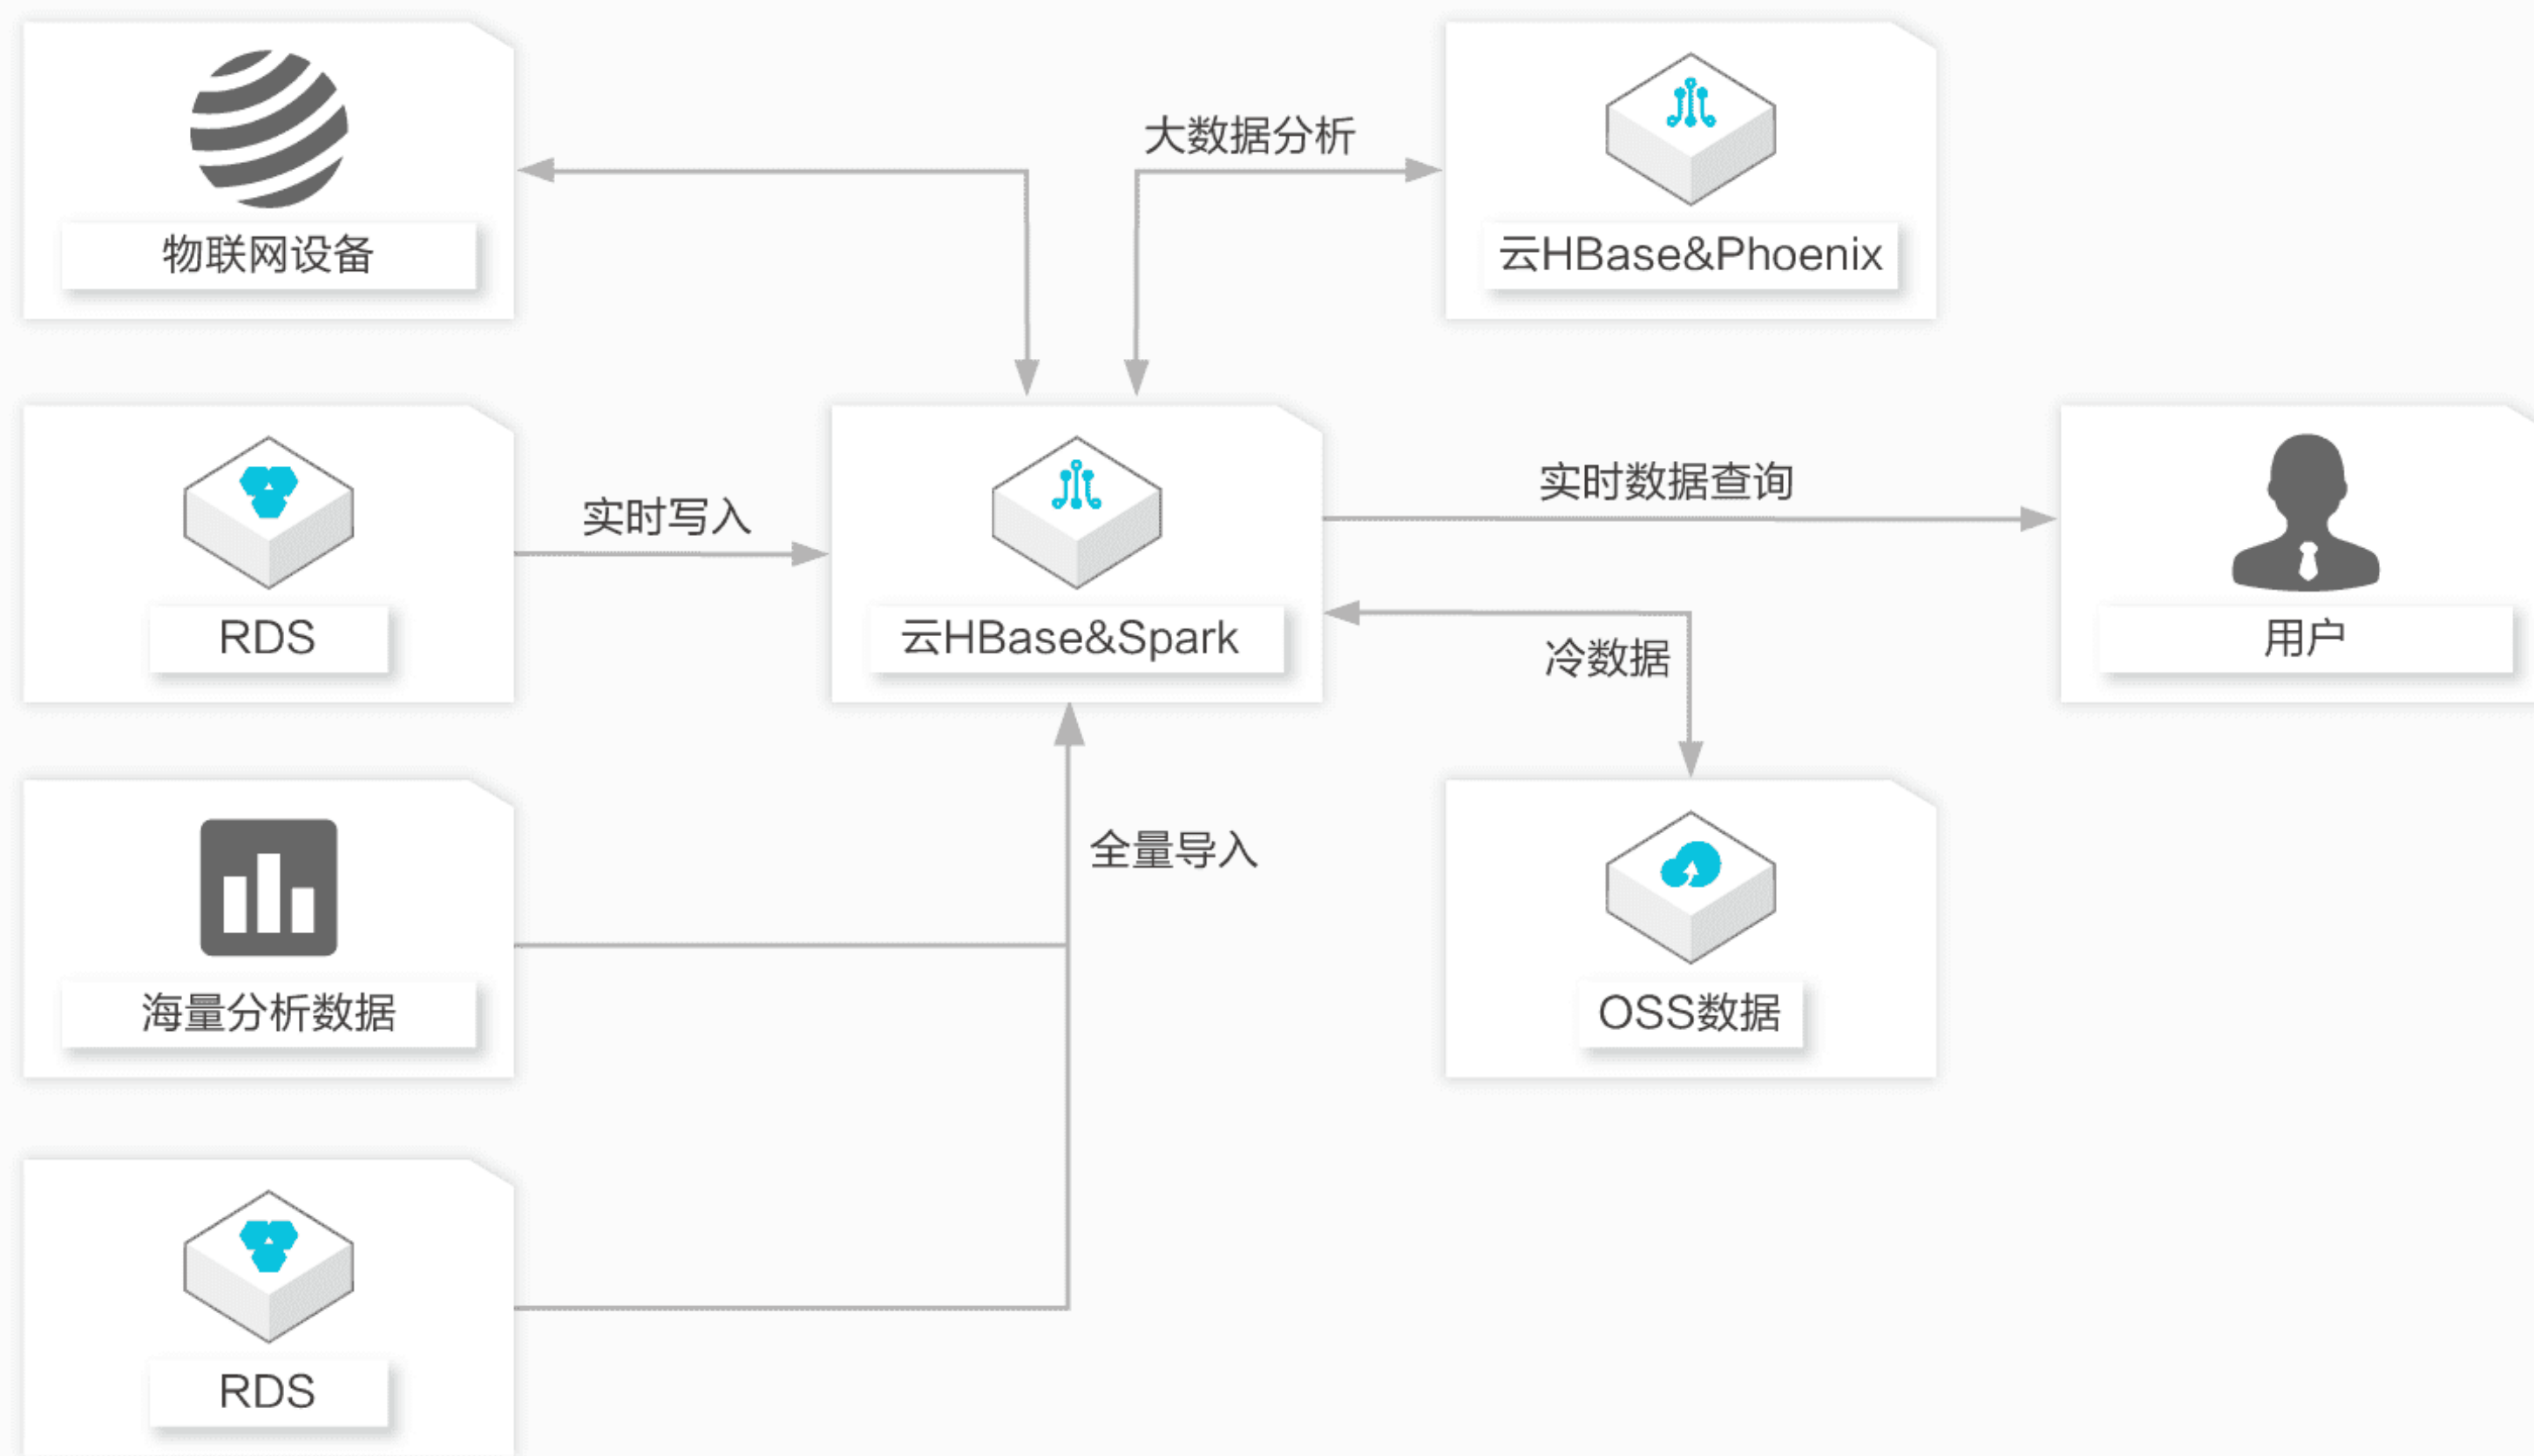 物联网设备
大数据分析
云HBase&Phoenix
RDS
实时写入
云HBase&Spark
实时数据查询
用户
冷数据
海量分析数据
全量导入
OSS数据
RDS